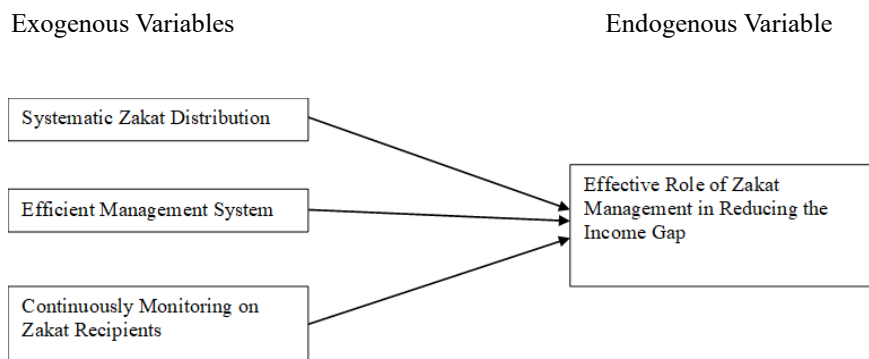 Exogenous Variables
Endogenous Variable
Systematic Zakat Distribution
Efficient Management System
Continuously Monitoring on
Zakat Recipients
Effective Role of Zakat
Management in Reducing the
Income Gap